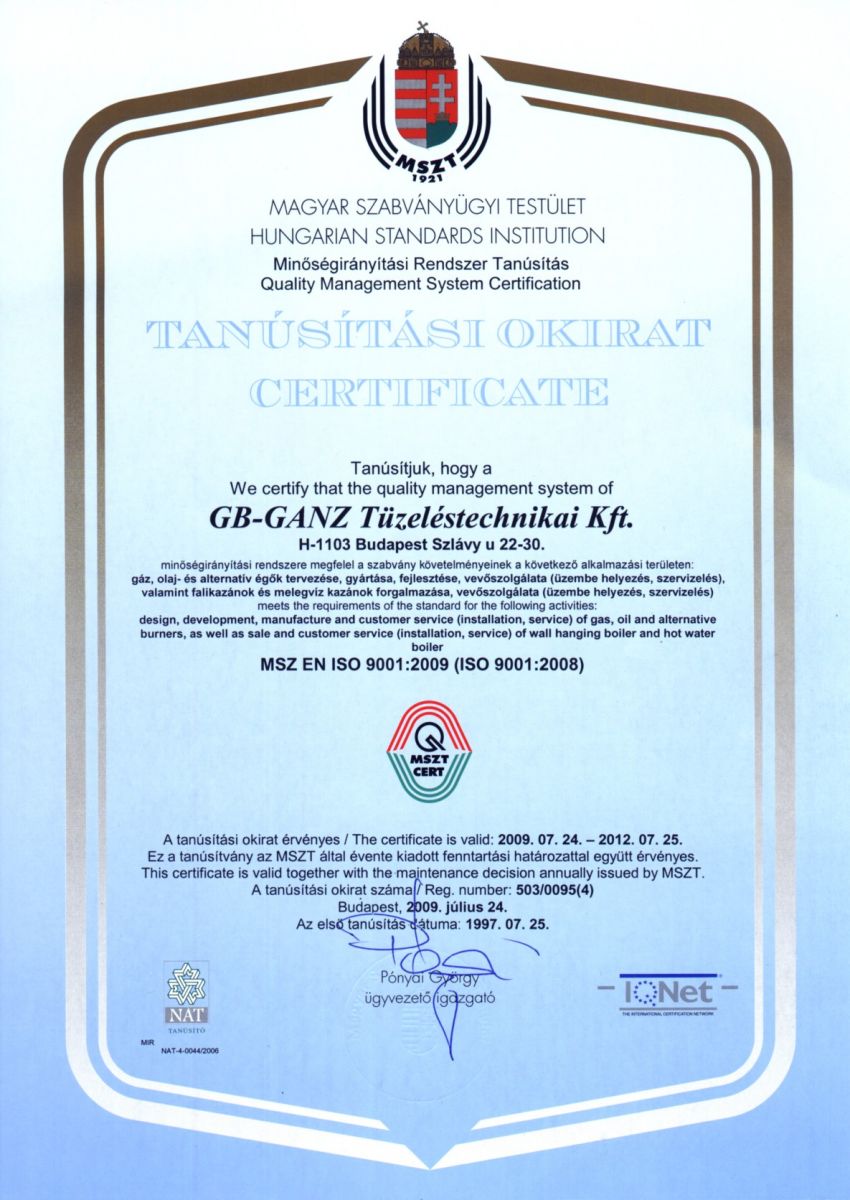 MSZT
1921
MAGYAR SZABVÁNYÜGYI TESTÜLET
HUNGARIAN STANDARDS INSTITUTION
Minőségirányítási Rendszer Tanúsítás
Quality Management System Certification
TANÚSÍTÁSI OKIRAT
CERTIFICATE
Tanúsítjuk, hogy a
We certify that the quality management system of
GB-GANZ Tüzeléstechnikai Kft.
H-1103 Budapest Szlávy u 22-30.
minőségirányítási rendszere megfelel a szabvány követelményeinek a következő alkalmazási területen:
gáz, olaj- és alternatív égők tervezése, gyártása, fejlesztése, vevőszolgálata (üzembe helyezés, szervizelés),
valamint falikazánok és melegvíz kazánok forgalmazása, vevőszolgálata (üzembe helyezés, szervizelés)
meets the requirements of the standard for the following activities:
design, development, manufacture and customer service (installation, service) of gas, oil and alternative
burners, as well as sale and customer service (installation, service) of wall hanging boiler and hot water
boiler
MSZ EN ISO 9001:2009 (ISO 9001:2008)
Q
MSZT
CERT
A tanúsítási okirat érvényes / The certificate is valid: 2009. 07. 24. – 2012. 07. 25.
Ez a tanúsítvány az MSZT által évente kiadott fenntartási határozattal együtt érvényes.
This certificate is valid together with the maintenance decision annually issued by MSZT.
A tanúsítási okirat száma/ Reg. number: 503/0095(4)
Budapest, 2009. július 24.
Az első tanúsítás dátuma: 1997. 07. 25.
Pónyai György
ügyvezető igazgató
NAT
TANÚSÍTÓ
MIR
NAT-4-0044/2006
IQNet
THE INTERNATIONAL CERTIFICATION NETWORK